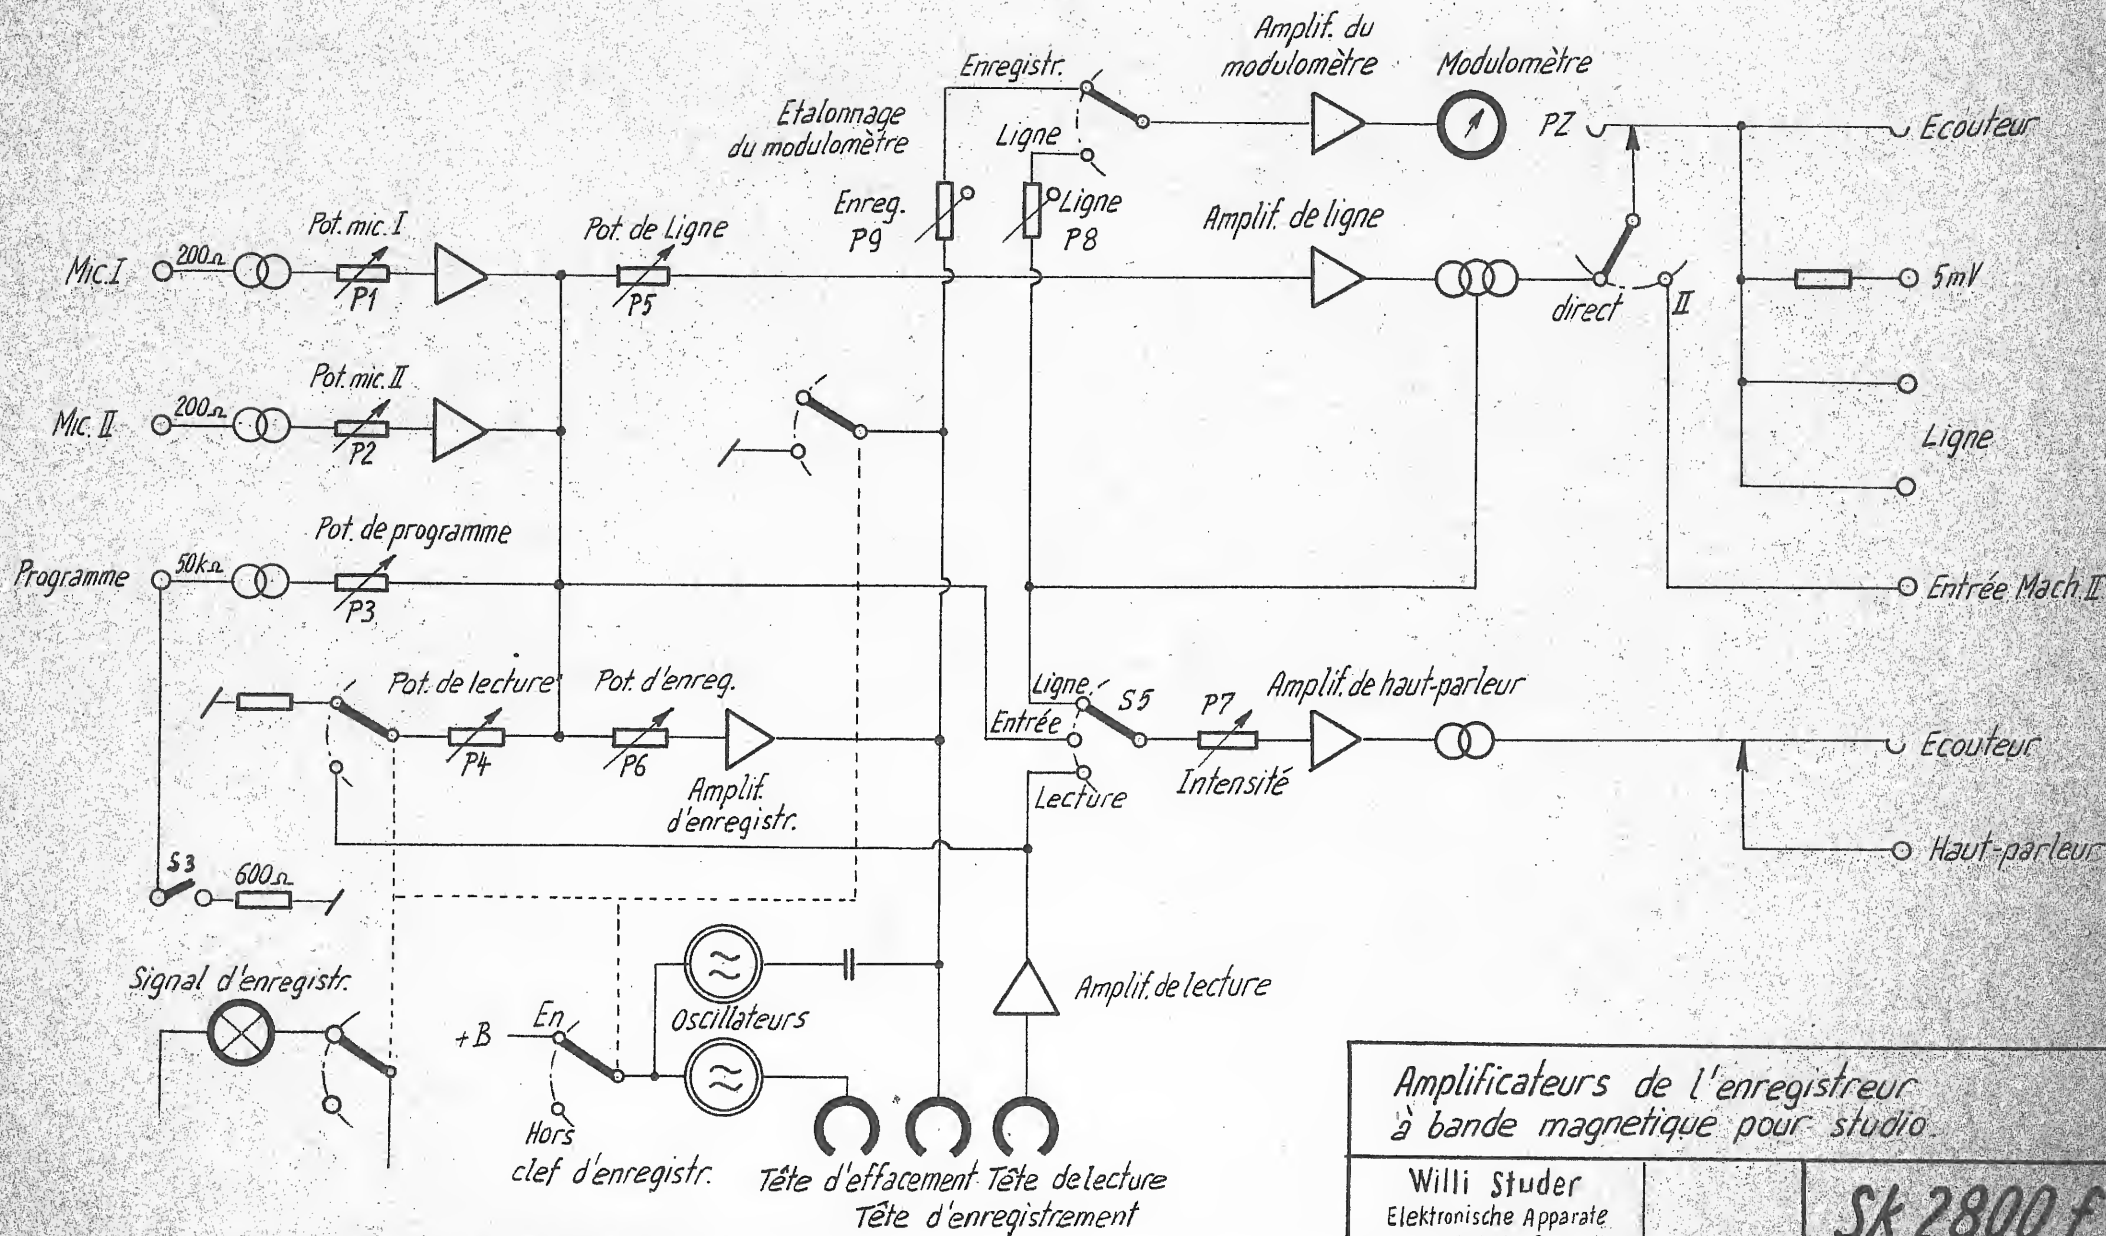 Amplif. du
modulomètre
Modulomètre
Enregistr.
Etalonnage
du modulomètre
Ligne
PZ
Ecouteur
Enreg.
P9
Ligne
P8
Pot. mic. I
Pot. de Ligne
Amplif. de ligne
Mic. I
200Ω
P1
P5
direct
II
5mV
Pot. mic. II
Mic. II
200Ω
P2
Ligne
Pot. de programme
Programme
50kΩ
P3
Entrée Mach. II
Pot. de lecture
Pot. d'enreg.
Ligne
S5
P7
Amplif. de haut-parleur
Entrée
P4
P6
Ecouteur
Amplif.
d'enregistr.
Lecture
Intensité
Haut-parleur
S3
600Ω
Signal d'enregistr.
Amplif. de lecture
+B
En
Oscillateurs
Hors
clef d'enregistr.
Tête d'effacement
Tête de lecture
Tête d'enregistrement
Amplificateurs de l'enregistreur
à bande magnetique pour studio.
Willi Studer
Elektronische Apparate
SK 2800 f